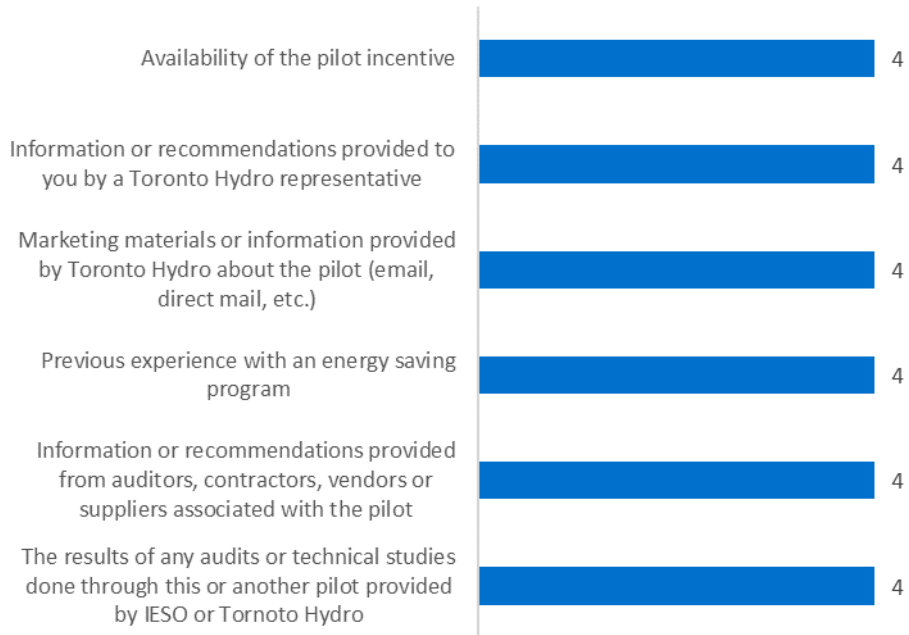 Availability of the pilot incentive
4
Information or recommendations provided to
you by a Toronto Hydro representative
4
Marketing materials or information provided
by Toronto Hydro about the pilot (email,
direct mail, etc.)
4
Previous experience with an energy saving
program
4
Information or recommendations provided
from auditors, contractors, vendors or
suppliers associated with the pilot
4
The results of any audits or technical studies
done through this or another pilot provided
by IESO or Tornoto Hydro
4